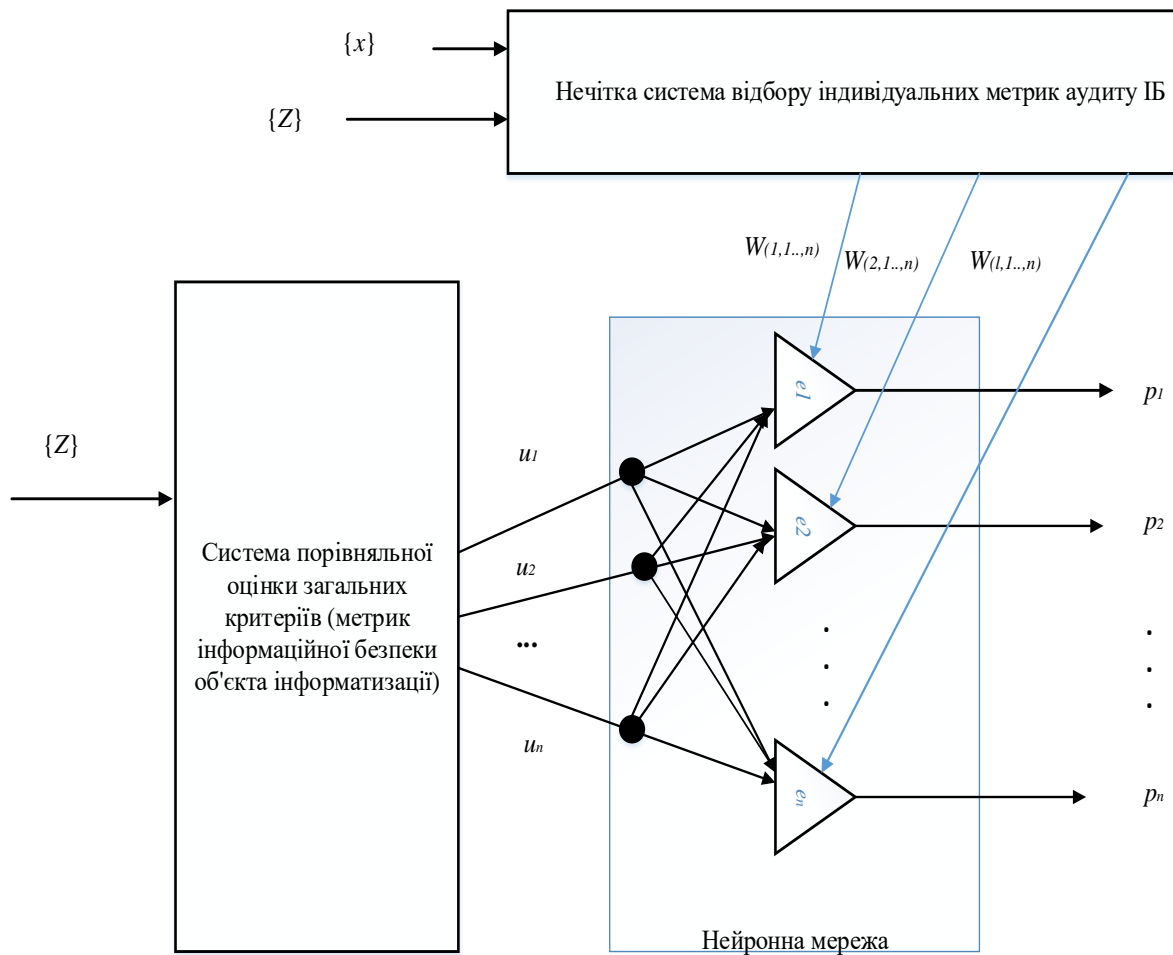 {x}
Нечітка система відбору індивідуальних метрик аудиту ІБ
{Z}
W(1,1..,n)
W(2,1..,n)
W(l,1..,n)
e1
p1
{Z}
u1
e2
p2
Система порівняльної
оцінки загальних
критеріїв (метрик
інформаційної безпеки
об'єкта інформатизації)
u2
...
un
en
pn
Нейронна мережа